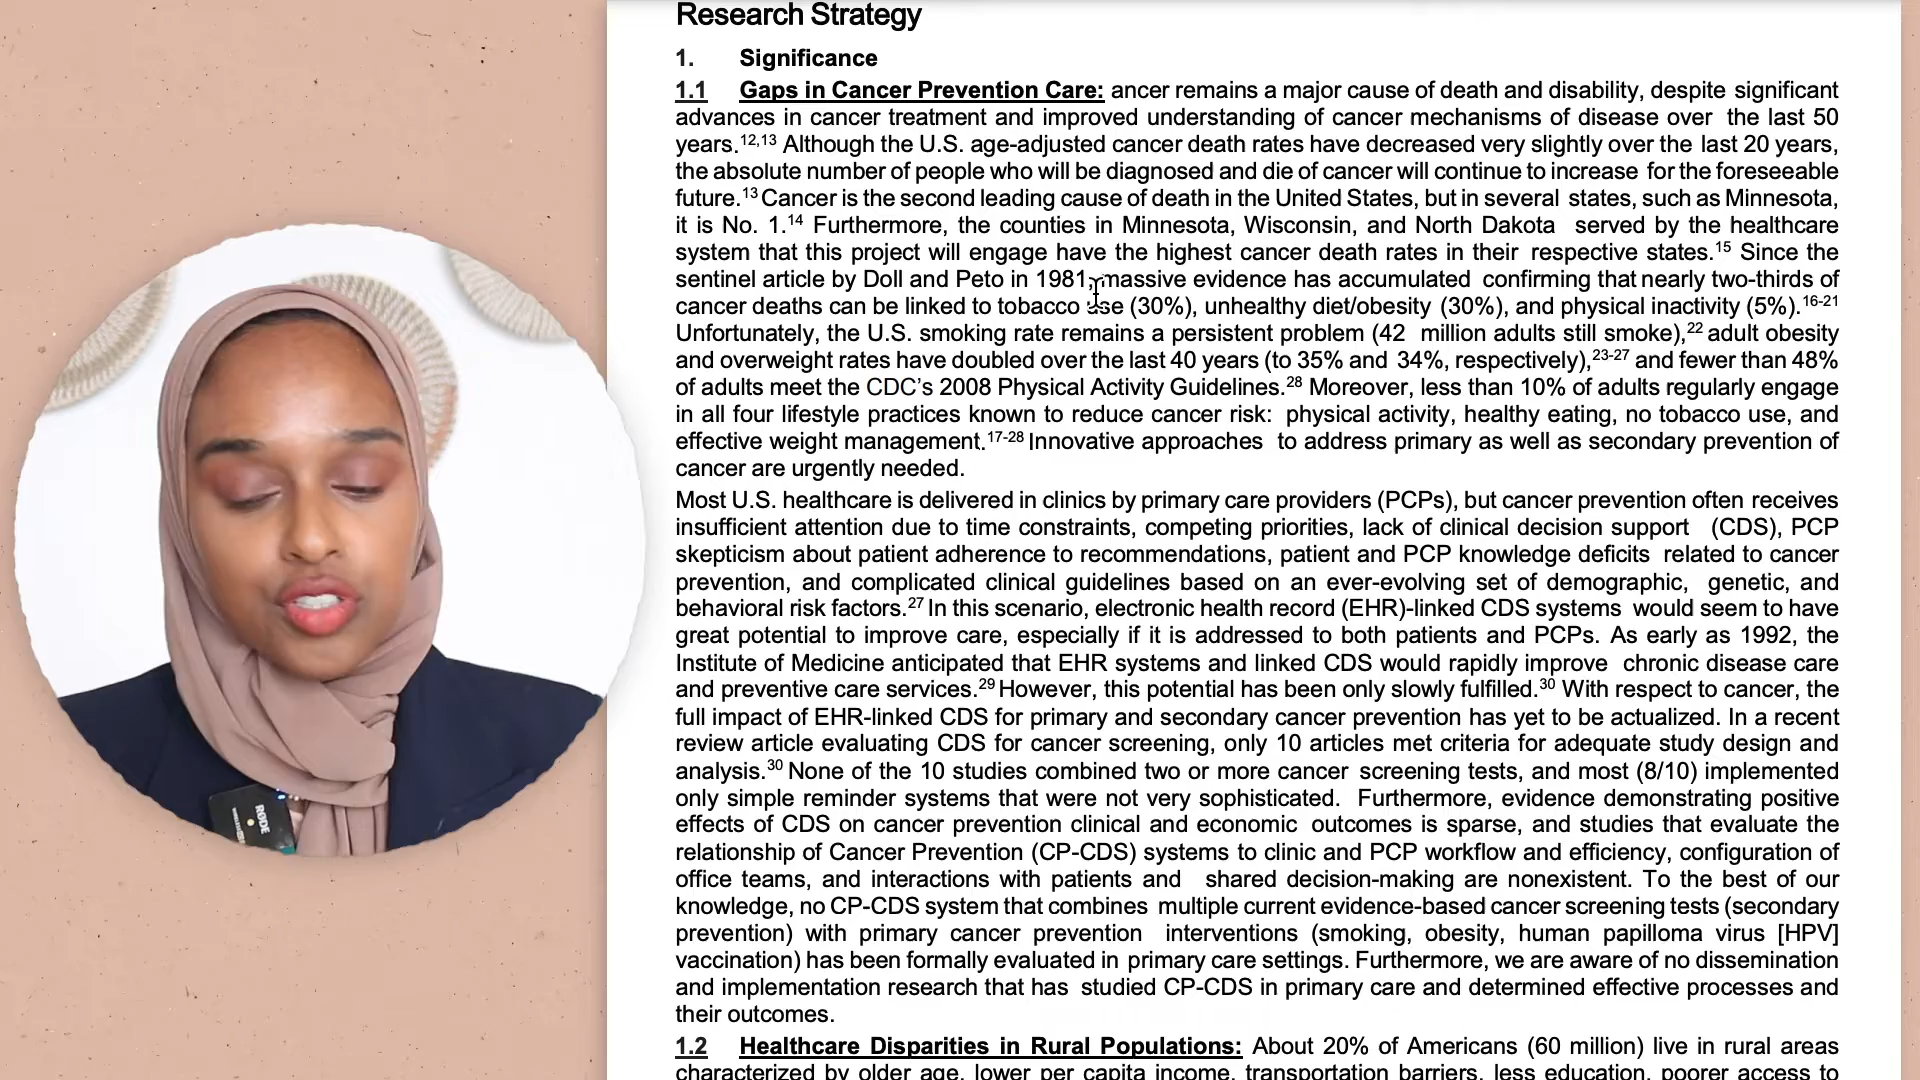 Research Strategy
1. Significance
1.1 Gaps in Cancer Prevention Care: ancer remains a major cause of death and disability, despite significant
advances in cancer treatment and improved understanding of cancer mechanisms of disease over the last 50
years.12,13 Although the U.S. age-adjusted cancer death rates have decreased very slightly over the last 20 years,
the absolute number of people who will be diagnosed and die of cancer will continue to increase for the foreseeable
future.13 Cancer is the second leading cause of death in the United States, but in several states, such as Minnesota,
it is No. 1.14 Furthermore, the counties in Minnesota, Wisconsin, and North Dakota served by the healthcare
system that this project will engage have the highest cancer death rates in their respective states.15 Since the
sentinel article by Doll and Peto in 1981, massive evidence has accumulated confirming that nearly two-thirds of
cancer deaths can be linked to tobacco use (30%), unhealthy diet/obesity (30%), and physical inactivity (5%).16-21
Unfortunately, the U.S. smoking rate remains a persistent problem (42 million adults still smoke),22 adult obesity
and overweight rates have doubled over the last 40 years (to 35% and 34%, respectively),23-27 and fewer than 48%
of adults meet the CDC's 2008 Physical Activity Guidelines.28 Moreover, less than 10% of adults regularly engage
in all four lifestyle practices known to reduce cancer risk: physical activity, healthy eating, no tobacco use, and
effective weight management.17-28 Innovative approaches to address primary as well as secondary prevention of
cancer are urgently needed.
Most U.S. healthcare is delivered in clinics by primary care providers (PCPs), but cancer prevention often receives
insufficient attention due to time constraints, competing priorities, lack of clinical decision support (CDS), PCP
skepticism about patient adherence to recommendations, patient and PCP knowledge deficits related to cancer
prevention, and complicated clinical guidelines based on an ever-evolving set of demographic, genetic, and
behavioral risk factors.27 In this scenario, electronic health record (EHR)-linked CDS systems would seem to have
great potential to improve care, especially if it is addressed to both patients and PCPs. As early as 1992, the
Institute of Medicine anticipated that EHR systems and linked CDS would rapidly improve chronic disease care
and preventive care services.29 However, this potential has been only slowly fulfilled.30 With respect to cancer, the
full impact of EHR-linked CDS for primary and secondary cancer prevention has yet to be actualized. In a recent
review article evaluating CDS for cancer screening, only 10 articles met criteria for adequate study design and
analysis.30 None of the 10 studies combined two or more cancer screening tests, and most (8/10) implemented
only simple reminder systems that were not very sophisticated. Furthermore, evidence demonstrating positive
effects of CDS on cancer prevention clinical and economic outcomes is sparse, and studies that evaluate the
relationship of Cancer Prevention (CP-CDS) systems to clinic and PCP workflow and efficiency, configuration of
office teams, and interactions with patients and shared decision-making are nonexistent. To the best of our
knowledge, no CP-CDS system that combines multiple current evidence-based cancer screening tests (secondary
prevention) with primary cancer prevention interventions (smoking, obesity, human papilloma virus [HPV]
vaccination) has been formally evaluated in primary care settings. Furthermore, we are aware of no dissemination
and implementation research that has studied CP-CDS in primary care and determined effective processes and
their outcomes.
1.2 Healthcare Disparities in Rural Populations: About 20% of Americans (60 million) live in rural areas
characterized by older age, lower per capita income, transportation barriers, less education, poorer access to
RØDE